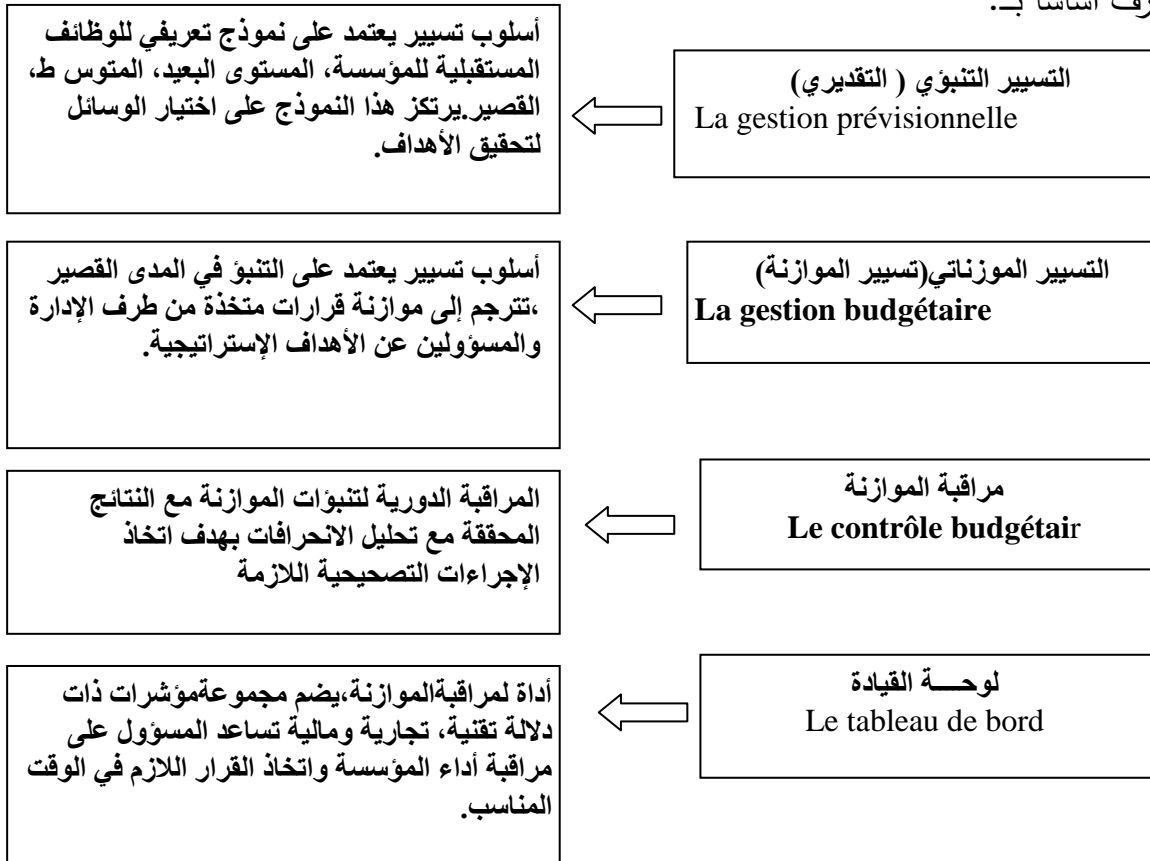 أساسا بــ:
التسيير التنبؤي ( التقديري)
La gestion prévisionnelle
أسلوب تسيير يعتمد على نموذج تعريفي للوظائف
المستقبلية للمؤسسة، المستوى البعيد، المتوس ط،
القصير.يرتكز هذا النموذج على اختيار الوسائل
لتحقيق الأهداف.
التسيير الموزناتي(تسيير الموازنة)
La gestion budgétaire
أسلوب تسيير يعتمد على التنبؤ في المدى القصير
،تترجم إلى موازنة قرارات متخذة من طرف الإدارة
والمسؤولين عن الأهداف الإستراتيجية.
مراقبة الموازنة
Le contrôle budgétair
المراقبة الدورية لتنبؤات الموازنة مع النتائج
المحققة مع تحليل الانحرافات بهدف اتخاذ
الإجراءات التصحيحية اللازمة
لوحـــة القيادة
Le tableau de bord
أداة لمراقبةالموازنة،يضم مجموعةمؤشرات ذات
دلالة تقنية، تجارية ومالية تساعد المسؤول على
مراقبة أداء المؤسسة واتخاذ القرار اللازم في الوقت
المناسب.